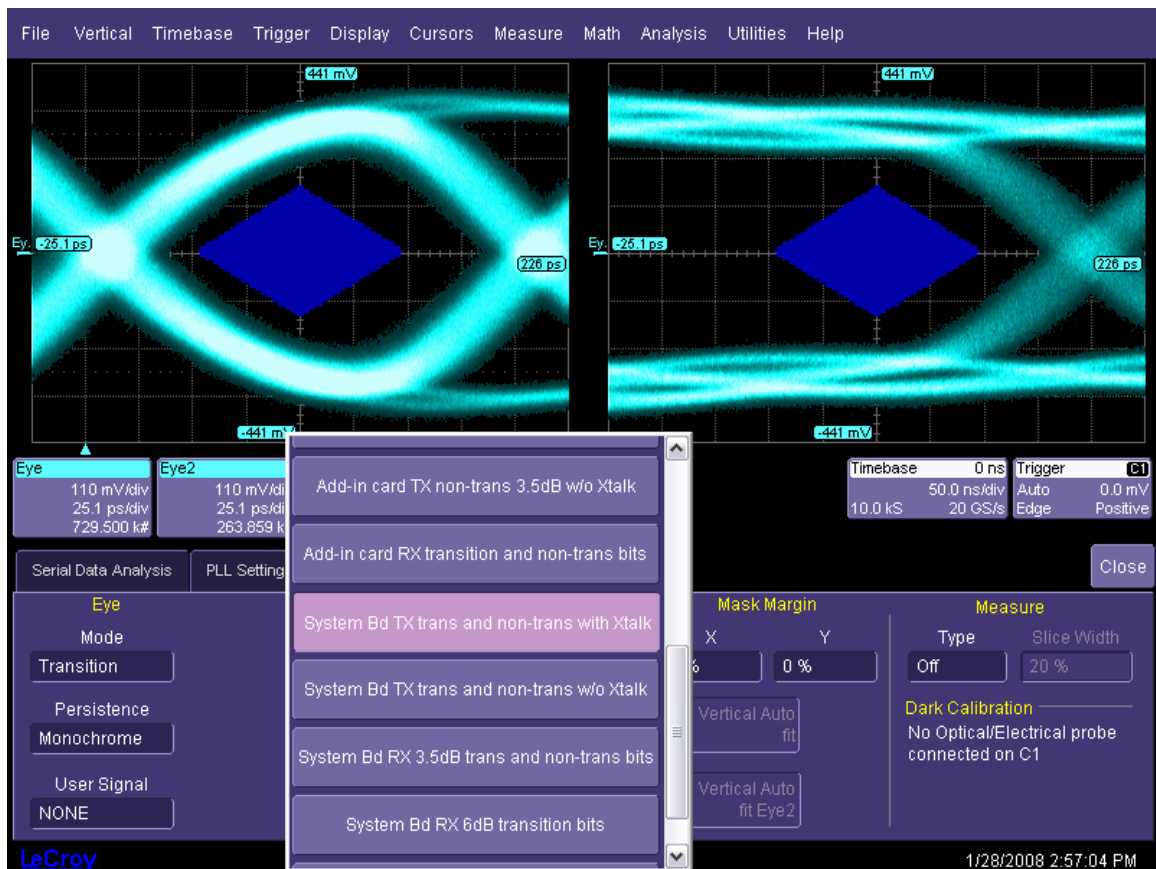 File Vertical Timebase Trigger Display Cursors Measure Math Analysis Utilities Help
441 mV
441 mV
Ey. -25.1 ps
226 ps
Ey. -25.1 ps
226 ps
-441 mV
-441 mV
Eye
110 mV/div
25.1 ps/div
729.500 k#
Eye2
110 mV/di
25.1 ps/di
263.859 k
Timebase 0 ns
50.0 ns/div
10.0 kS 20 GS/s
Trigger C1
Auto 0.0 mV
Edge Positive
Add-in card TX non-trans 3.5dB w/o Xtalk
Add-in card RX transition and non-trans bits
System Bd TX trans and non-trans with Xtalk
System Bd TX trans and non-trans w/o Xtalk
System Bd RX 3.5dB trans and non-trans bits
System Bd RX 6dB transition bits
Serial Data Analysis
PLL Setting
Close
Eye
Mode
Transition
Persistence
Monochrome
User Signal
NONE
Mask Margin
X Y
% 0 %
Vertical Auto
fit
Vertical Auto
fit Eye2
Measure
Type Slice Width
Off 20 %
Dark Calibration
No Optical/Electrical probe
connected on C1
LeCroy
1/28/2008 2:57:04 PM